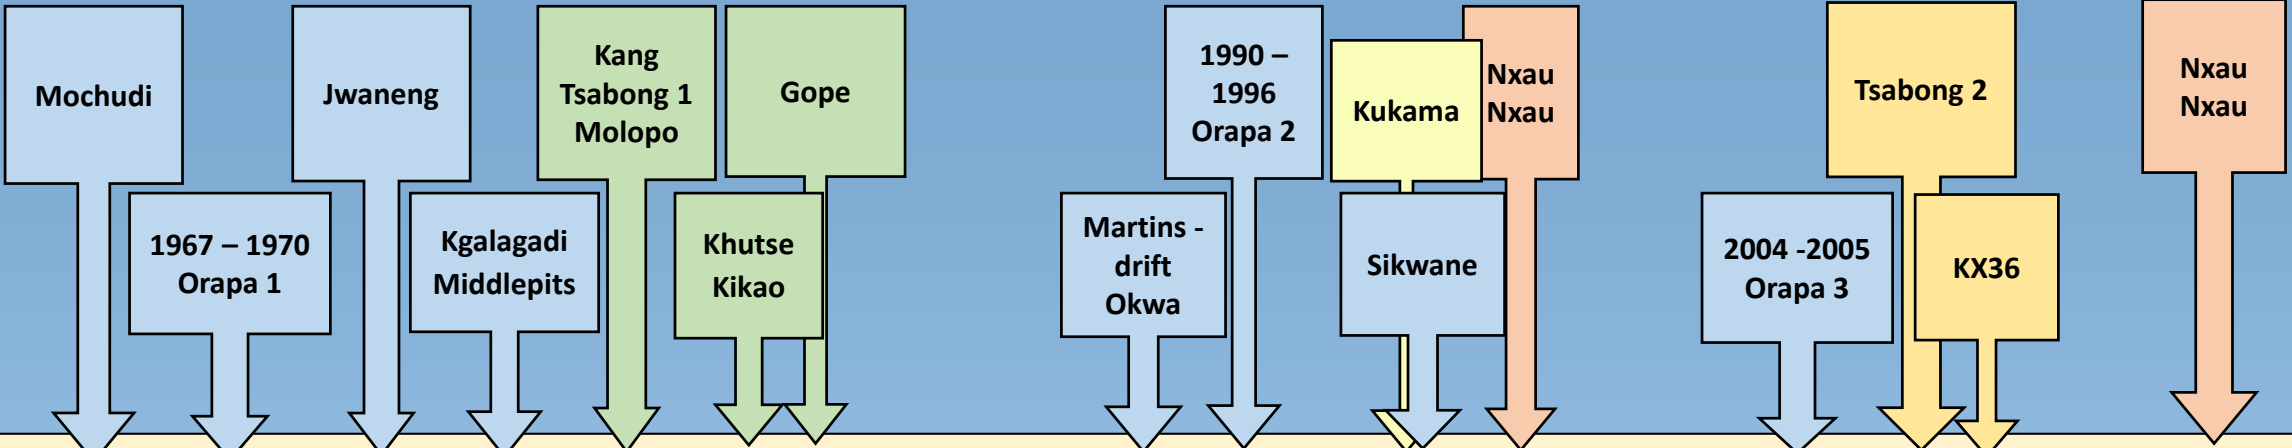 Mochudi
1967 – 1970
Orapa 1
Jwaneng
Kgalagadi
Middlepits
Kang
Tsabong 1
Molopo
Khutse
Kikao
Gope
Martins -
drift
Okwa
1990 –
1996
Orapa 2
Kukama
Sikwane
Nxau
Nxau
2004 -2005
Orapa 3
Tsabong 2
KX36
Nxau
Nxau